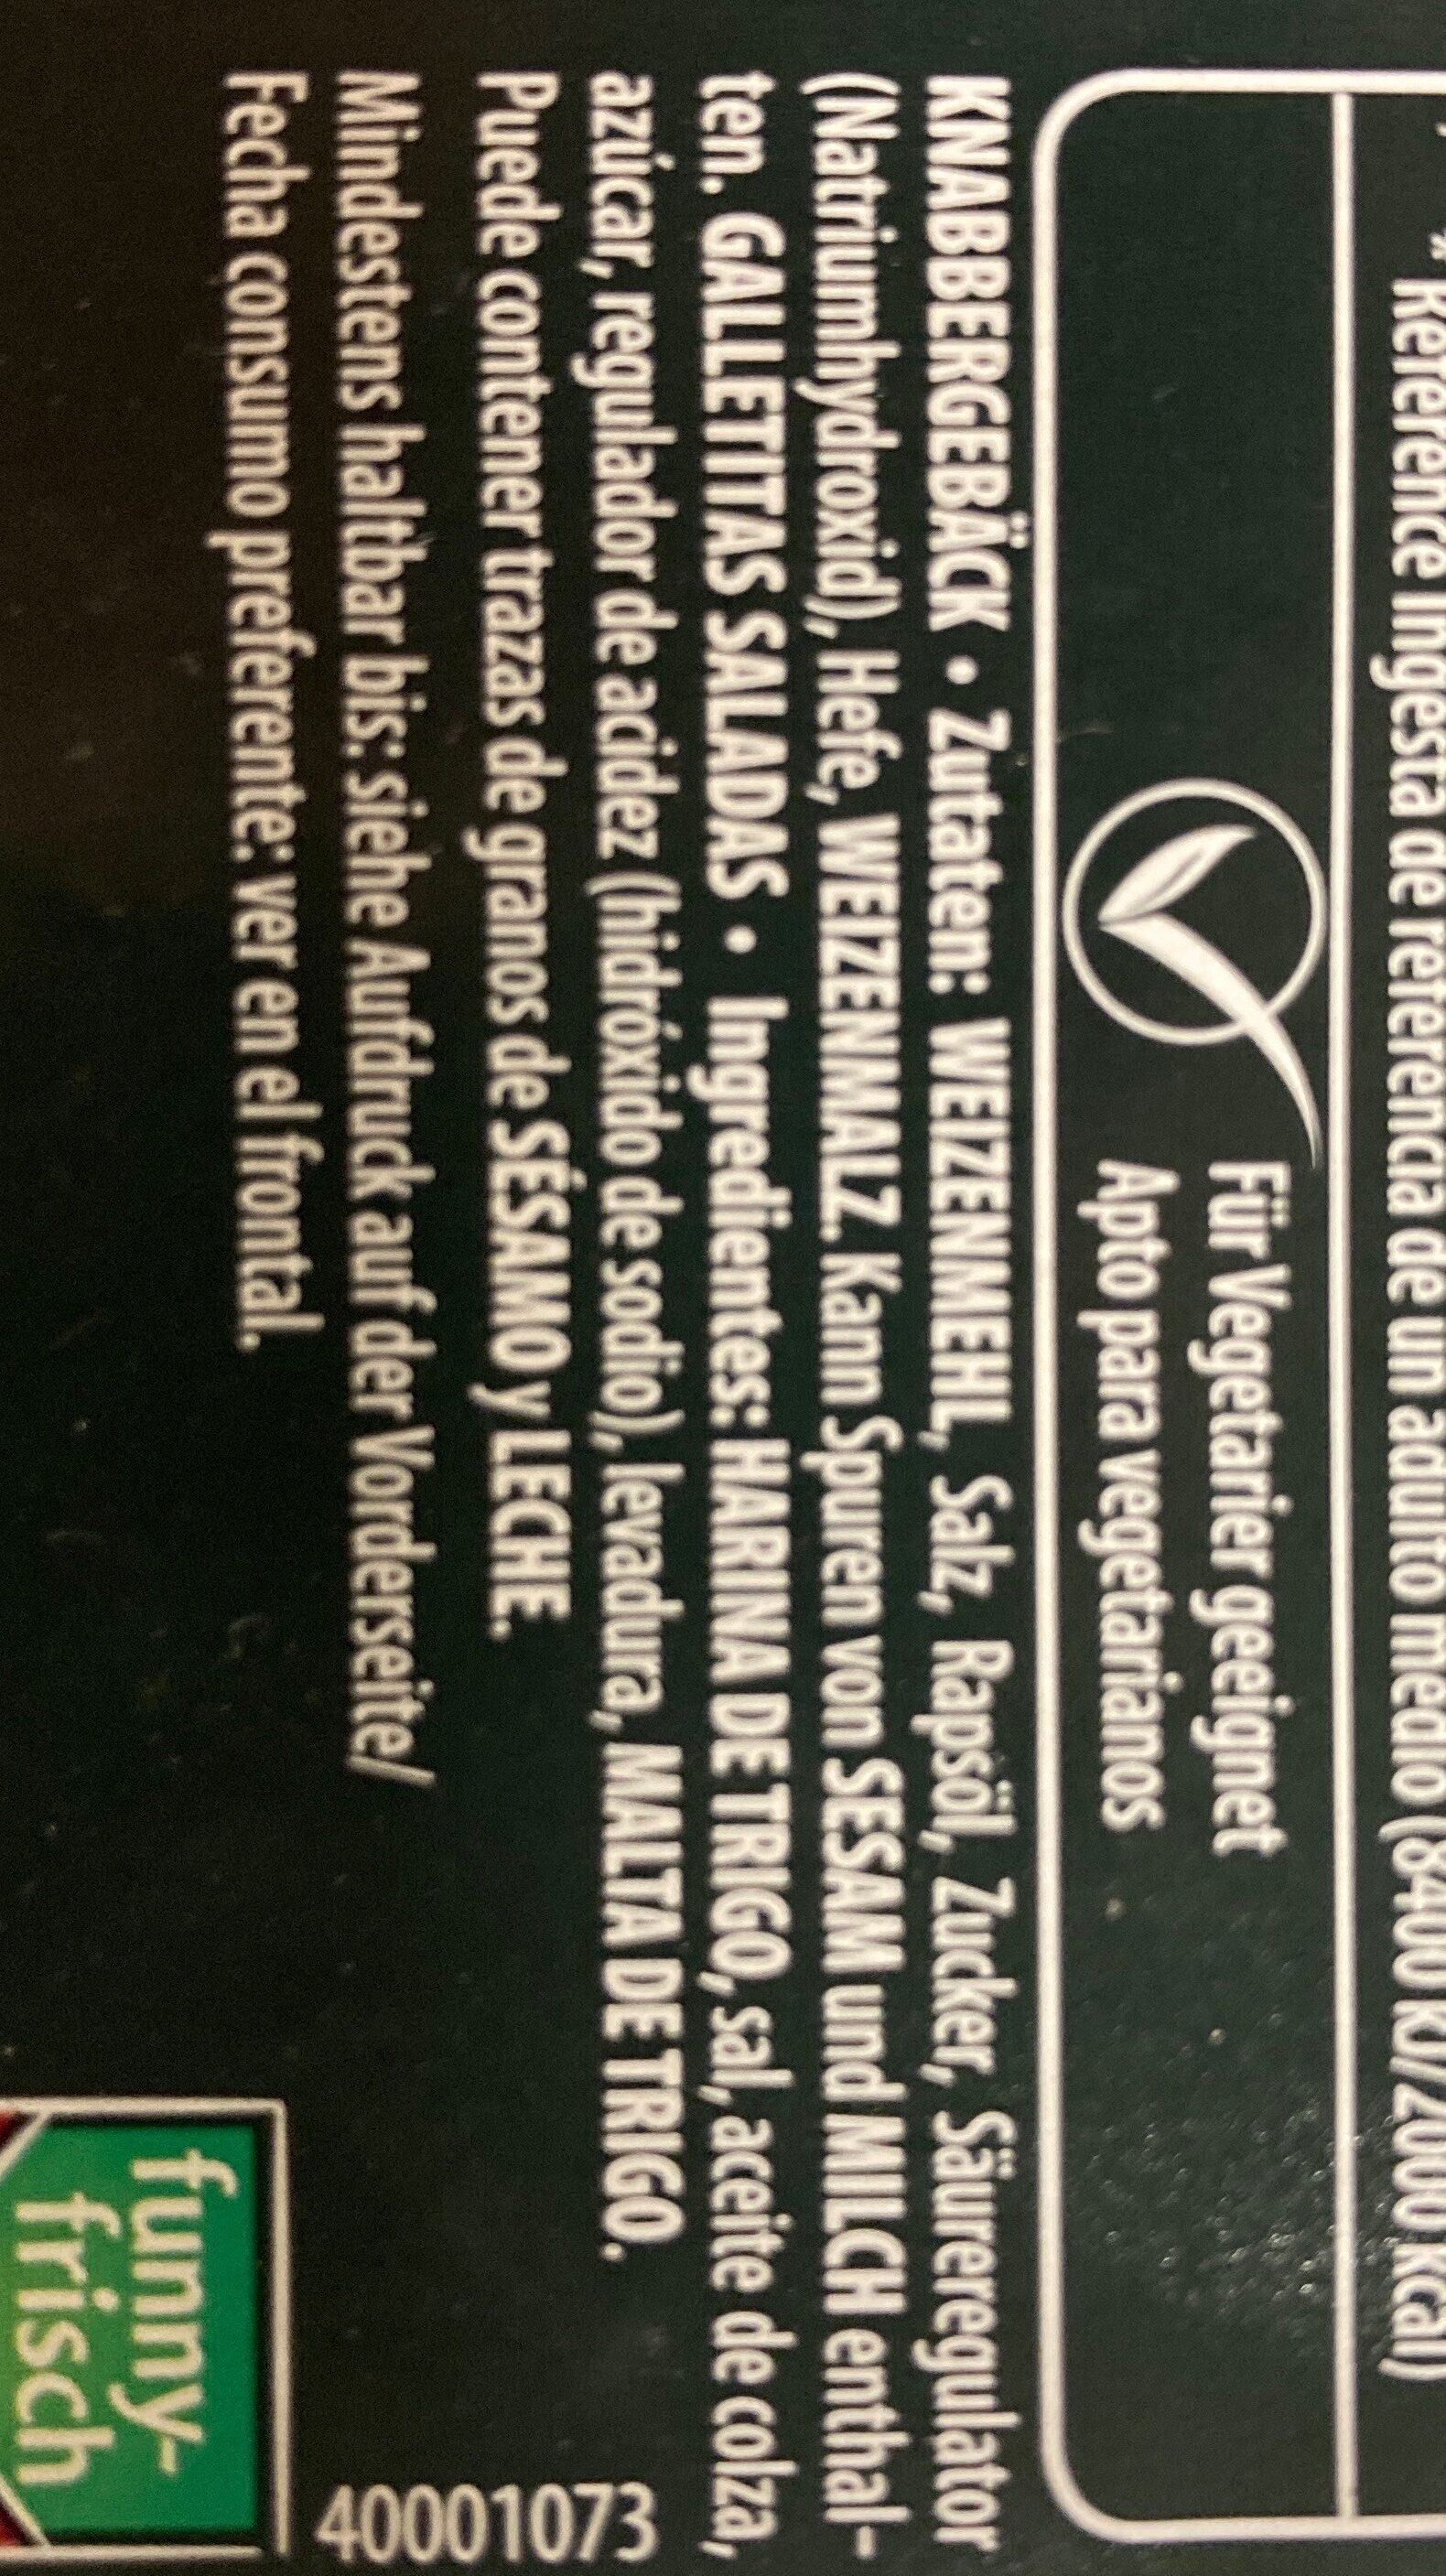 * Reference Ingesta de referencia de un adulto medio (8400 kJ/2000 kcal)
Für Vegetarier geeignet
Apto para vegetarianos
KNABBERGEBÄCK • Zutaten: WEIZENMEHL, Salz, Rapsöl, Zucker, Säureregulator
(Natriumhydroxid), Hefe, WEIZENMALZ. Kann Spuren von SESAM und MILCH enthal-
ten. GALLETITAS SALADAS • Ingredientes: HARINA DE TRIGO, sal, aceite de colza,
azúcar, regulador de acidez (hidróxido de sodio), levadura, MALTA DE TRIGO.
Puede contener trazas de granos de SÉSAMO y LECHE.
Mindestens haltbar bis: siehe Aufdruck auf der Vorderseite/
Fecha consumo preferente: ver en el frontal.
40001073
funny-
frisch